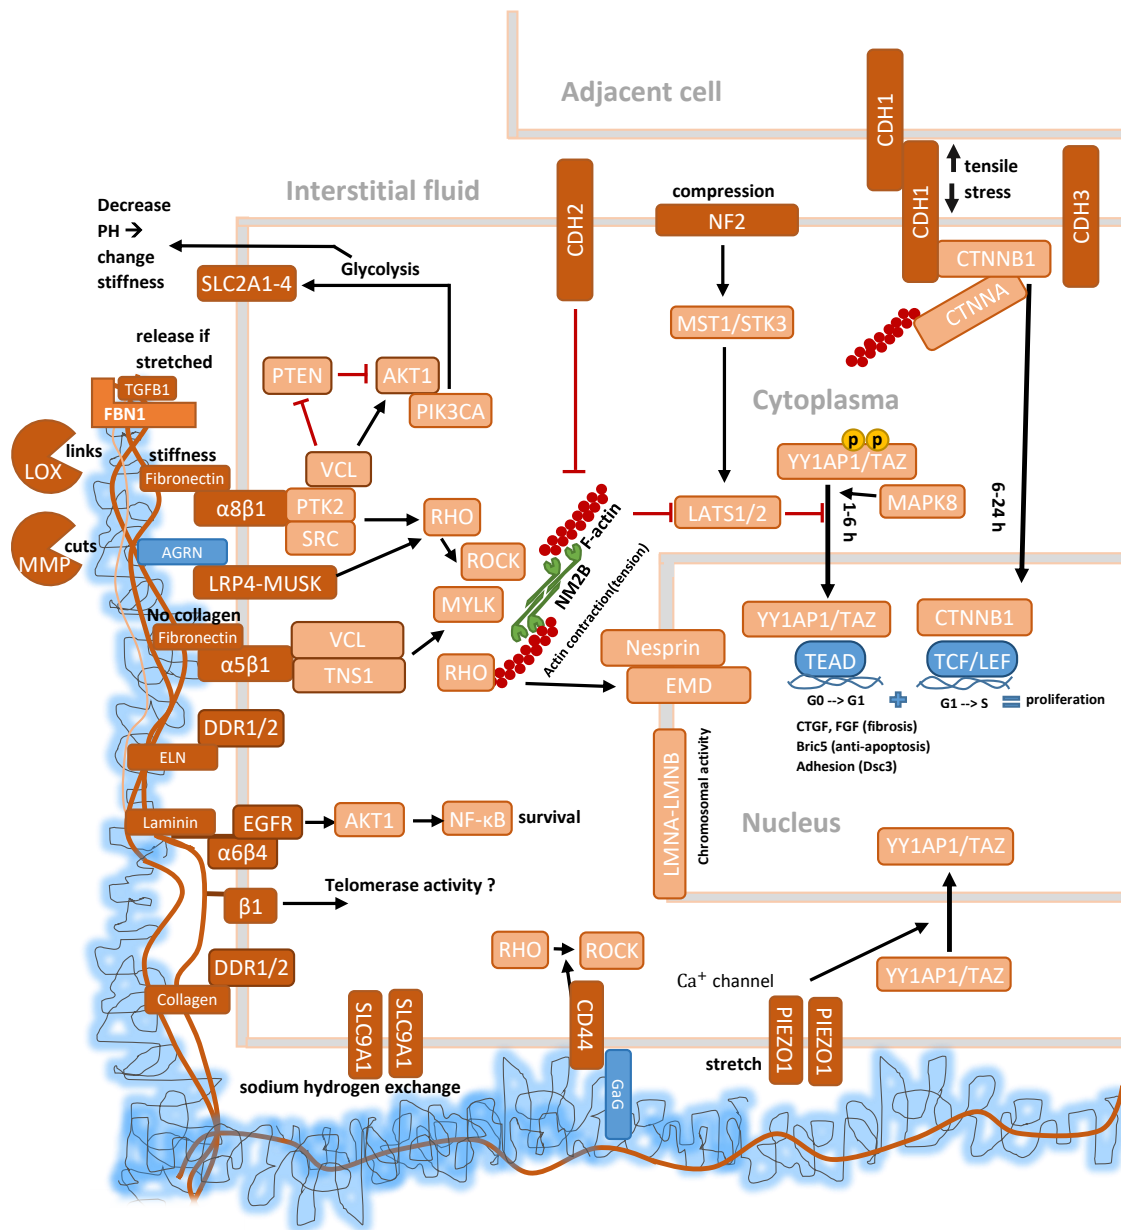 Adjacent cell
CDH1
CDH1
tensile
stress
CDH3
Interstitial fluid
CDH2
compression
NF2
CTNNB1
CTNNA
Decrease
PH →
change
stiffness
Glycolysis
SLC2A1-4
MST1/STK3
release if
stretched
TGFB1
FBN1
PTEN
AKT1
PIK3CA
Cytoplasma
p p
YY1AP1/TAZ
MAPK8
1-6 h
6-24 h
LOX
links
stiffness
Fibronectin
VCL
α8β1
PTK2
SRC
RHO
ROCK
F-actin
LATS1/2
MMP
cuts
AGRN
LRP4-MUSK
MYLK
NM2B
Actin contraction(tension)
No collagen
Fibronectin
α5β1
VCL
TNS1
RHO
Nesprin
EMD
YY1AP1/TAZ
CTNNB1
TEAD
TCF/LEF
G0 --> G1
G1 --> S
proliferation
CTGF, FGF (fibrosis)
Bric5 (anti-apoptosis)
Adhesion (Dsc3)
DDR1/2
ELN
LMNA-LMNB
Chromosomal activity
Nucleus
Laminin
EGFR
α6β4
AKT1
NF-κB
survival
YY1AP1/TAZ
β1
Telomerase activity ?
DDR1/2
Collagen
RHO
ROCK
Ca⁺ channel
YY1AP1/TAZ
SLC9A1
SLC9A1
CD44
PIEZO1
PIEZO1
stretch
sodium hydrogen exchange
GaG